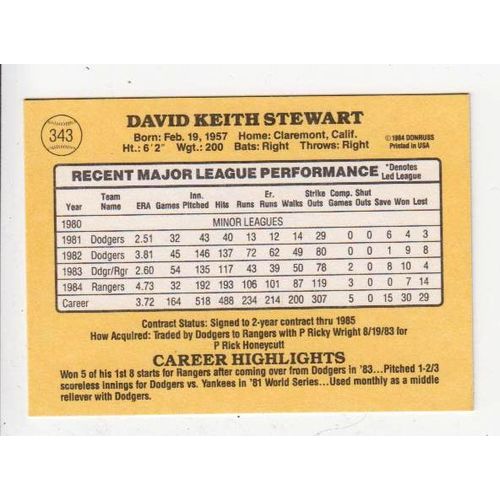 343
DAVID KEITH STEWART
Born: Feb. 19, 1957 Home: Claremont, Calif.
Ht.: 6'2" Wgt.: 200 Bats: Right Throws: Right
©1984 DONRUSS
Printed in USA
RECENT MAJOR LEAGUE PERFORMANCE *Denotes Led League
Year Team Name ERA Games Inn. Pitched Hits Runs Er. Runs Walks Strike Outs Comp. Games Shut Outs Save Won Lost
1980 MINOR LEAGUES
1981 Dodgers 2.51 32 43 40 13 12 14 29 0 0 6 4 3
1982 Dodgers 3.81 45 146 137 72 62 49 80 0 0 1 9 8
1983 Ddgr/Rgr 2.60 54 135 117 43 39 50 78 2 0 8 10 4
1984 Rangers 4.73 32 192 193 106 101 87 119 3 0 0 7 14
Career 3.72 164 518 488 234 214 200 307 5 0 15 30 29
Contract Status: Signed to 2-year contract thru 1985
How Acquired: Traded by Dodgers to Rangers with P Ricky Wright 8/19/83 for
P Rick Honeycutt
CAREER HIGHLIGHTS
Won 5 of his 1st 8 starts for Rangers after coming over from Dodgers in '83...Pitched 1-2/3
scoreless innings for Dodgers vs. Yankees in '81 World Series...Used monthly as a middle
reliever with Dodgers.